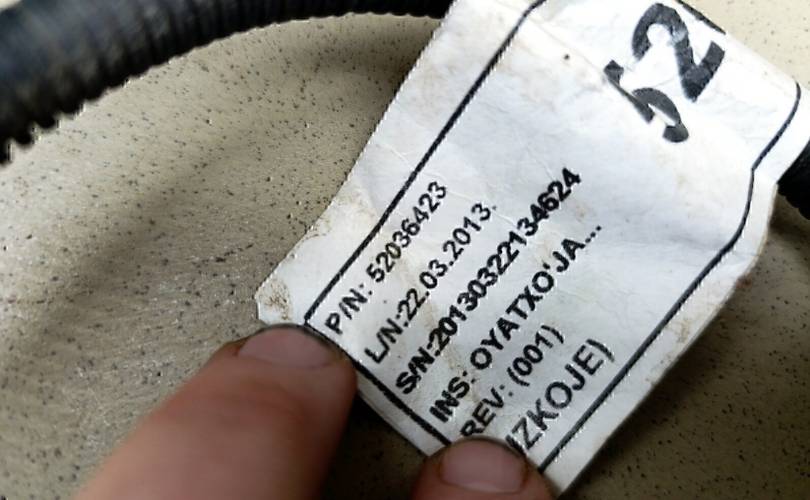 52
P/N: 52036423
L/N:22.03.2013.
S/N:20130322134624
INS: OYATXO'JA...
REV: (001)
IZKOJE)